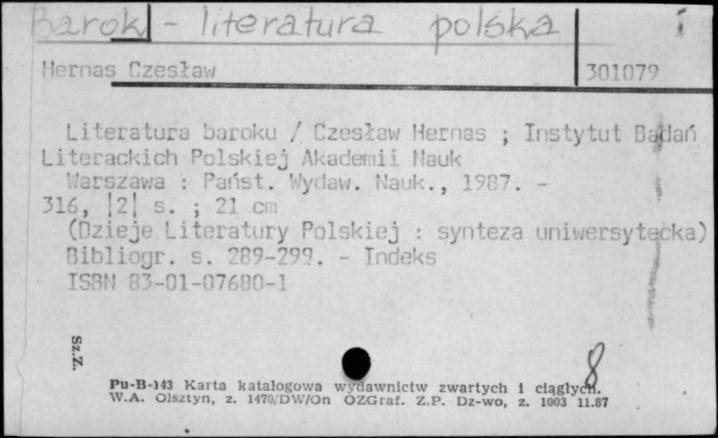 Barok - literatura polska
Hernas Czesław
301079
Literatura baroku / Czesław Hernas ; Instytut Badań
Literackich Polskiej Akademii Nauk
Warszawa : Państ. Wydaw. Nauk., 1987. -
316, |2| s. ; 21 cm
(Dzieje Literatury Polskiej : synteza uniwersytecka)
Bibliogr. s. 289-299. - Indeks
ISBN 83-01-07680-1
Sz.Z.
8
Pu-B-143 Karta katalogowa wydawnictw zwartych i ciągłych.
W.A. Olsztyn, z. 1470/DW/On OZGraf. Z.P. Dz-wo, z. 1003 11.87